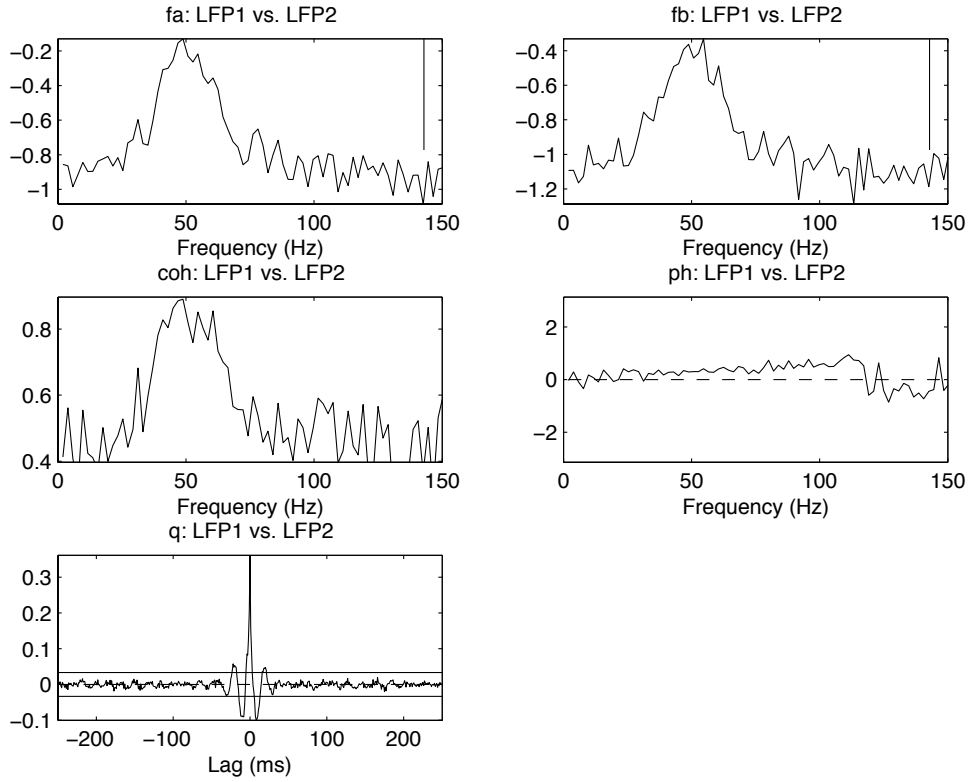 fa: LFP1 vs. LFP2
−0.2
−0.4
−0.6
−0.8
−1
0 50 100 150
Frequency (Hz)
fb: LFP1 vs. LFP2
−0.4
−0.6
−0.8
−1
−1.2
0 50 100 150
Frequency (Hz)
coh: LFP1 vs. LFP2
0.8
0.6
0.4
0 50 100 150
Frequency (Hz)
ph: LFP1 vs. LFP2
2
0
−2
0 50 100 150
Frequency (Hz)
q: LFP1 vs. LFP2
0.3
0.2
0.1
0
−0.1
−200 −100 0 100 200
Lag (ms)